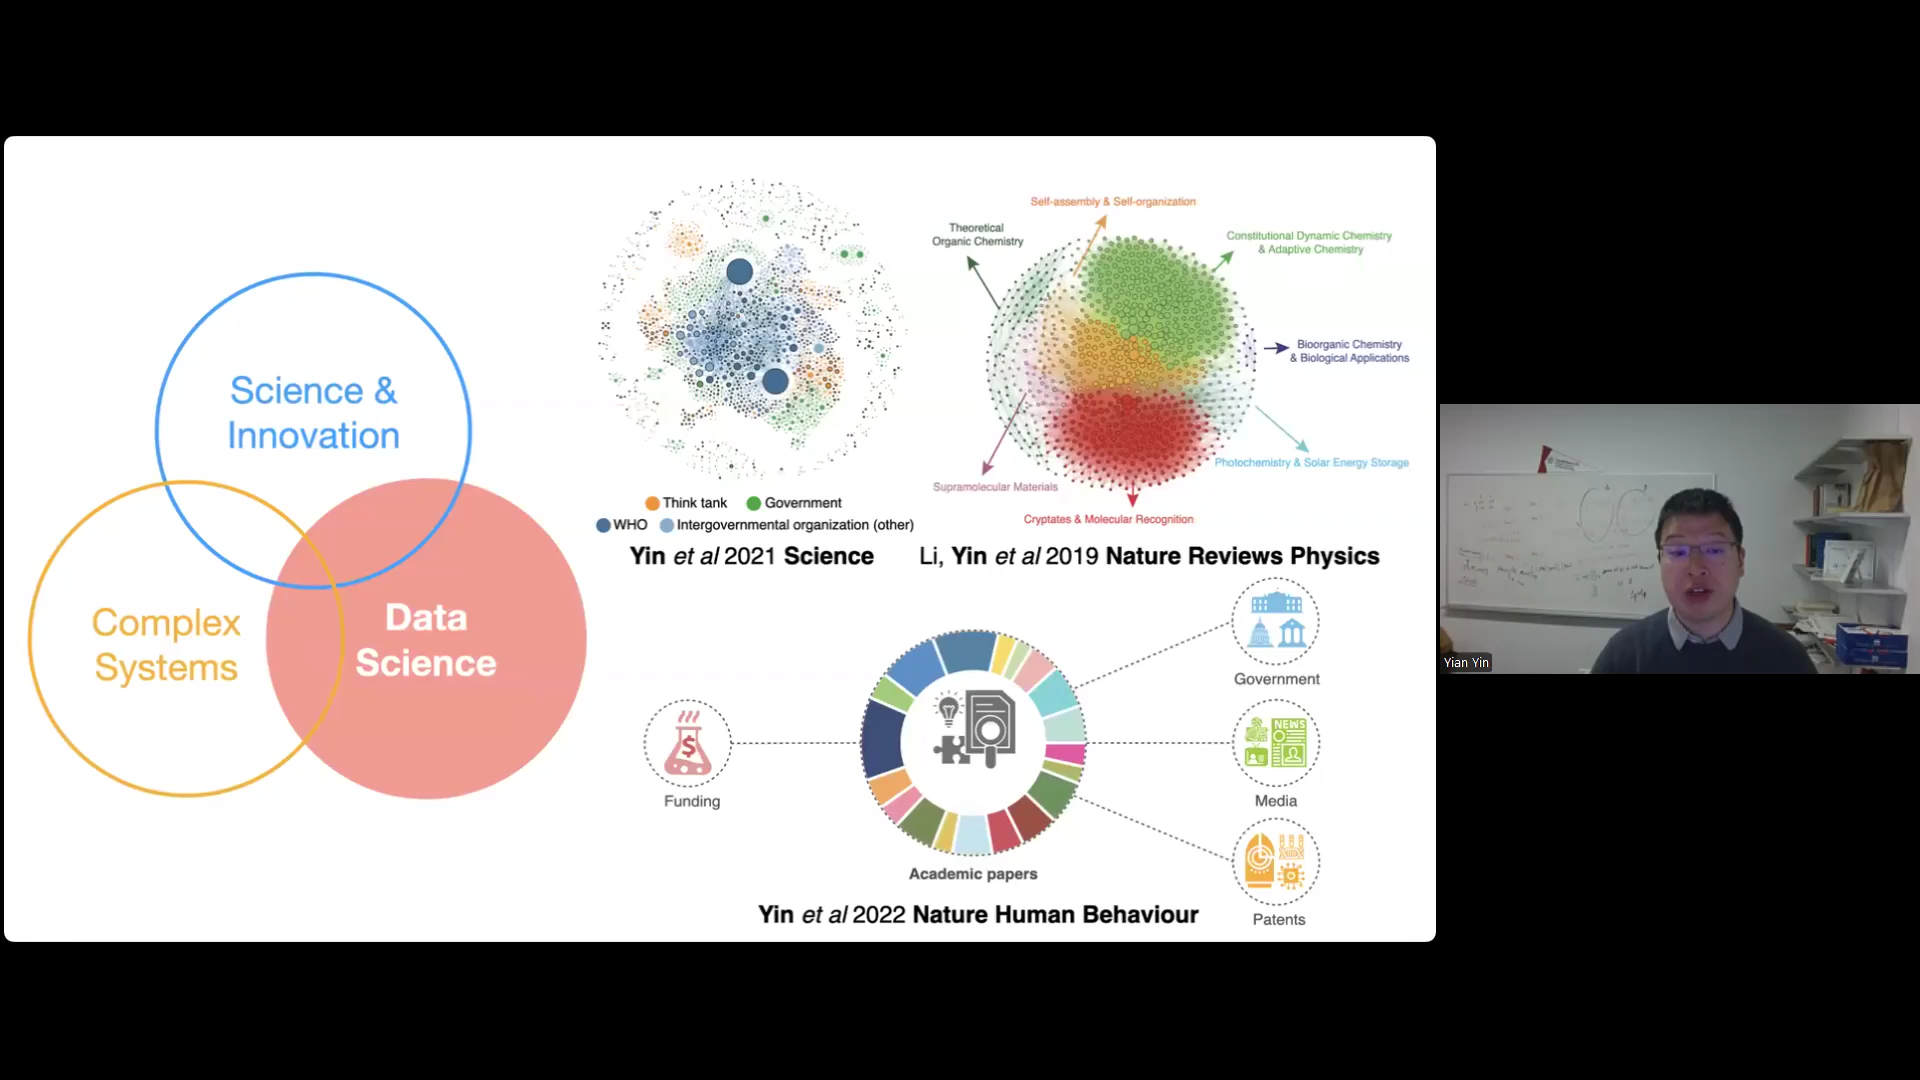 Science &
Innovation
Complex
Systems
Data
Science
Think tank
Government
WHO
Intergovernmental organization (other)
Yin et al 2021 Science
Self-assembly & Self-organization
Theoretical
Organic Chemistry
Constitutional Dynamic Chemistry
& Adaptive Chemistry
Bioorganic Chemistry
& Biological Applications
Photochemistry & Solar Energy Storage
Supramolecular Materials
Cryptates & Molecular Recognition
Li, Yin et al 2019 Nature Reviews Physics
$
Funding
Academic papers
Government
NEWS
Media
Patents
Yin et al 2022 Nature Human Behaviour
Yian Yin